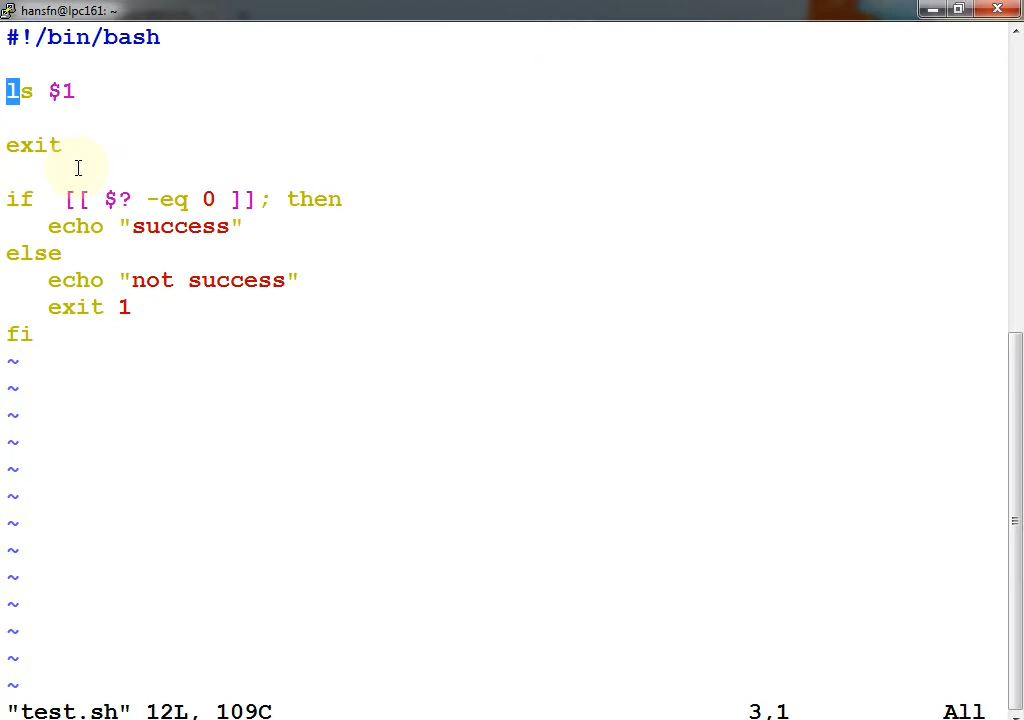 hansfn@lpc161: ~
#!/bin/bash
ls $1
exit
if  [[ $? -eq 0 ]]; then
   echo "success"
else
   echo "not success"
   exit 1
fi
~
~
~
~
~
~
~
~
~
~
~
~
~
"test.sh" 12L, 109C 3,1 All